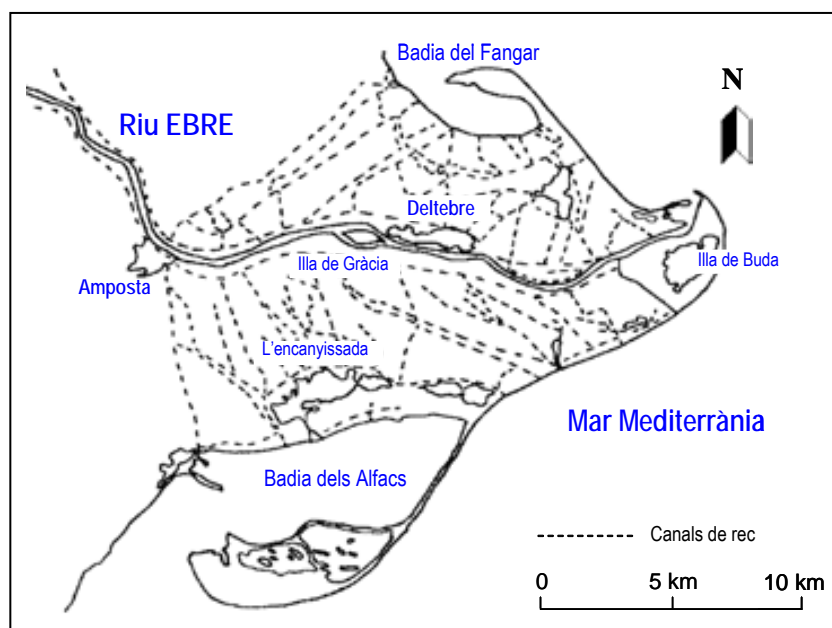 Badia del Fangar
N
Riu EBRE
Deltebre
Illa de Gràcia
Illa de Buda
Amposta
L'encanyissada
Mar Mediterrània
Badia dels Alfacs
Canals de rec
0 5 km 10 km